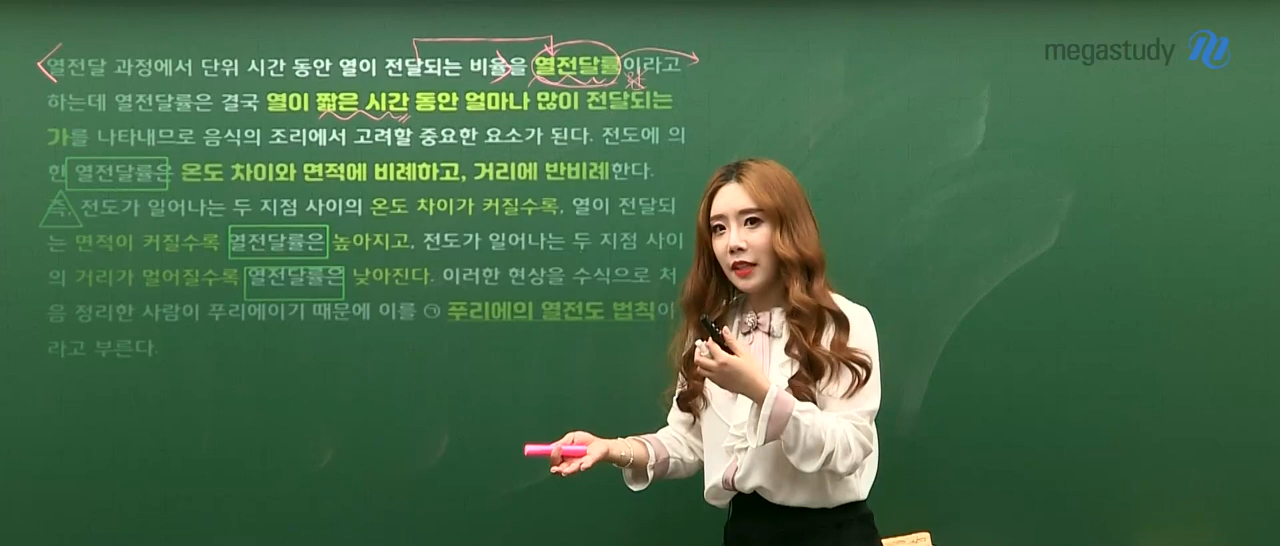 megastudy
열전달 과정에서 단위 시간 동안 열이 전달되는 비율을 열전달률이라고
하는데 열전달률은 결국 열이 짧은 시간 동안 얼마나 많이 전달되는
가를 나타내므로 음식의 조리에서 고려할 중요한 요소가 된다. 전도에 의
한 열전달률은 온도 차이와 면적에 비례하고, 거리에 반비례한다.
즉, 전도가 일어나는 두 지점 사이의 온도 차이가 커질수록, 열이 전달되
는 면적이 커질수록 열전달률은 높아지고, 전도가 일어나는 두 지점 사이
의 거리가 멀어질수록 열전달률은 낮아진다. 이러한 현상을 수식으로 처
음 정리한 사람이 푸리에이기 때문에 이를 ㉠ 푸리에의 열전도 법칙이
라고 부른다.